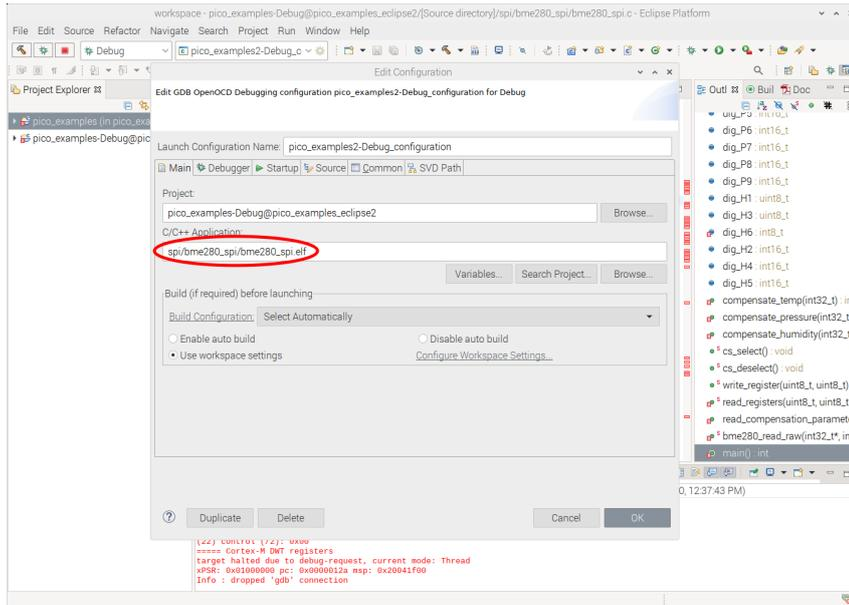 workspace - pico_examples-Debug@pico_examples_eclipse2/[Source directory]/spi/bme280_spi/bme280_spi.c - Eclipse Platform
File Edit Source Refactor Navigate Search Project Run Window Help
Debug pico_examples2-Debug_c
Edit Configuration
Project Explorer
Edit GDB OpenOCD Debugging configuration pico_examples2-Debug_configuration for Debug
Outl Buil Doc
pico_examples (in pico_exa
pico_examples-Debug@pic
Launch Configuration Name: pico_examples2-Debug_configuration
Main Debugger Startup Source Common SVD Path
Project:
pico_examples-Debug@pico_examples_eclipse2 Browse...
C/C++ Application:
spi/bme280_spi/bme280_spi.elf
Variables... Search Project... Browse...
Build (if required) before launching
Build Configuration: Select Automatically
Enable auto build Disable auto build
Use workspace settings Configure Workspace Settings...
Duplicate Delete Cancel OK
dig_P5 : int16_t
dig_P6 : int16_t
dig_P7 : int16_t
dig_P8 : int16_t
dig_P9 : int16_t
dig_H1 : uint8_t
dig_H3 : uint8_t
dig_H6 : int8_t
dig_H2 : int16_t
dig_H4 : int16_t
dig_H5 : int16_t
compensate_temp(int32_t) : i
compensate_pressure(int32_t
compensate_humidity(int32_t
cs_select() : void
cs_deselect() : void
write_register(uint8_t, uint8_t)
read_registers(uint8_t, uint8_t
read_compensation_paramet
bme280_read_raw(int32_t*, in
main() : int
0, 12:37:43 PM)
(22) control (/2): 0x00
===== Cortex-M DWT registers
target halted due to debug-request, current mode: Thread
xPSR: 0x01000000 pc: 0x0000012a msp: 0x20041f00
Info : dropped 'gdb' connection